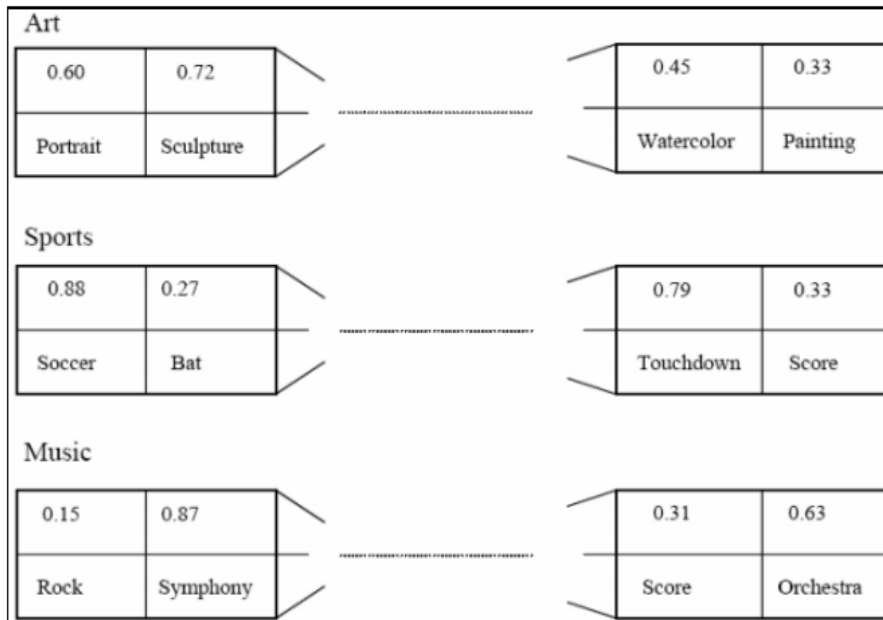 Art
0.60 0.72 0.45 0.33
Portrait Sculpture Watercolor Painting
Sports
0.88 0.27 0.79 0.33
Soccer Bat Touchdown Score
Music
0.15 0.87 0.31 0.63
Rock Symphony Score Orchestra